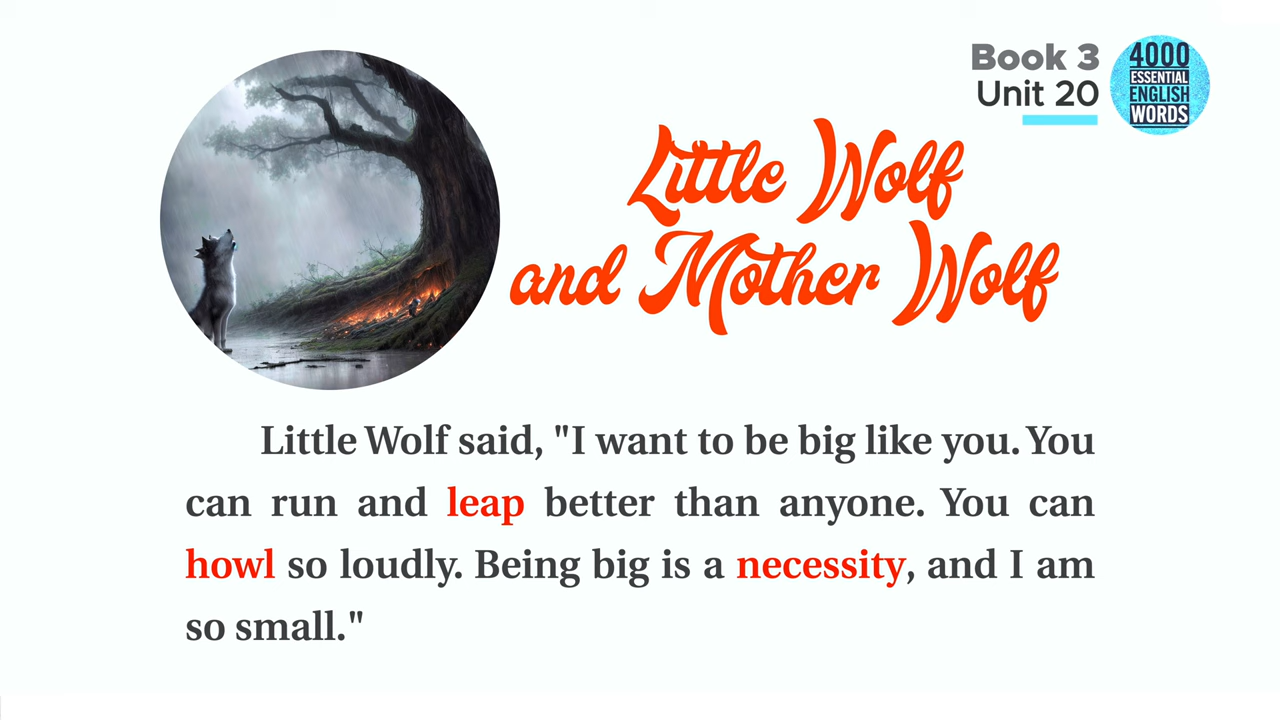 Book 3
Unit 20
4000
ESSENTIAL
ENGLISH
WORDS
Little Wolf
and Mother Wolf
Little Wolf said, "I want to be big like you. You
can run and leap better than anyone. You can
howl so loudly. Being big is a necessity, and I am
so small."